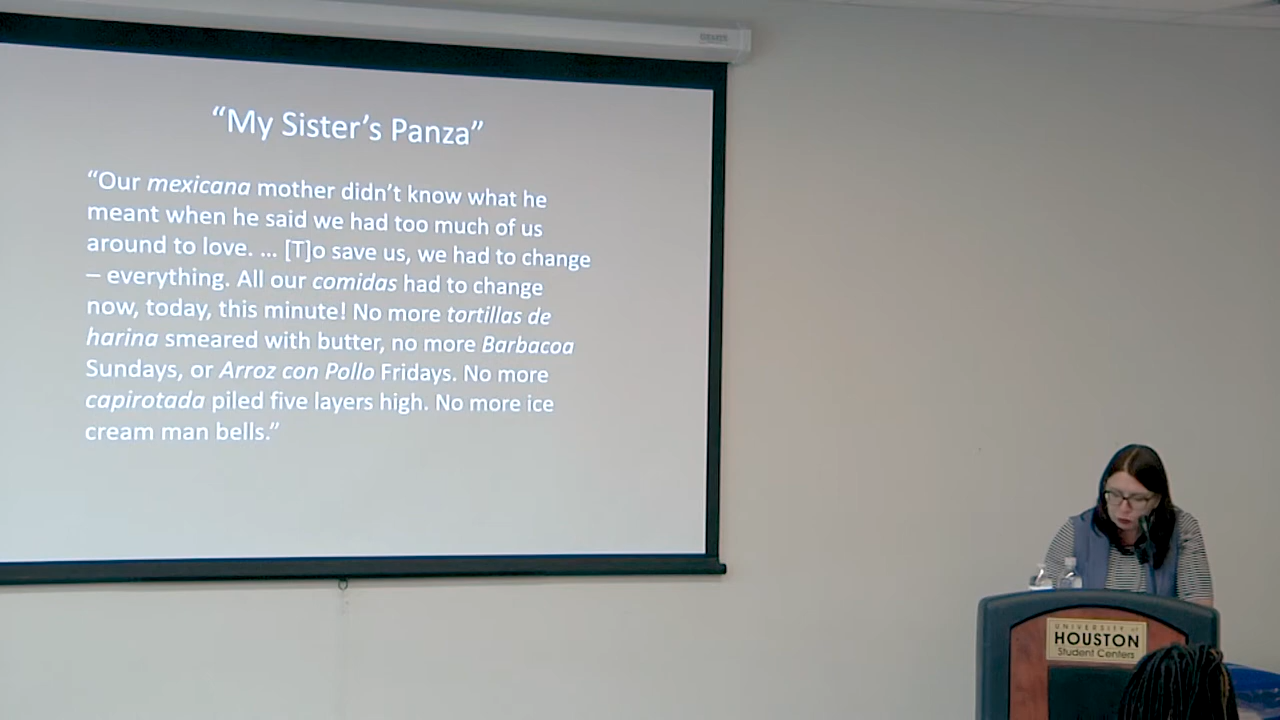 “My Sister’s Panza”
“Our mexicana mother didn’t know what he
meant when he said we had too much of us
around to love. ... [T]o save us, we had to change
– everything. All our comidas had to change
now, today, this minute! No more tortillas de
harina smeared with butter, no more Barbacoa
Sundays, or Arroz con Pollo Fridays. No more
capirotada piled five layers high. No more ice
cream man bells.”
UNIVERSITY of
HOUSTON
Student Centers